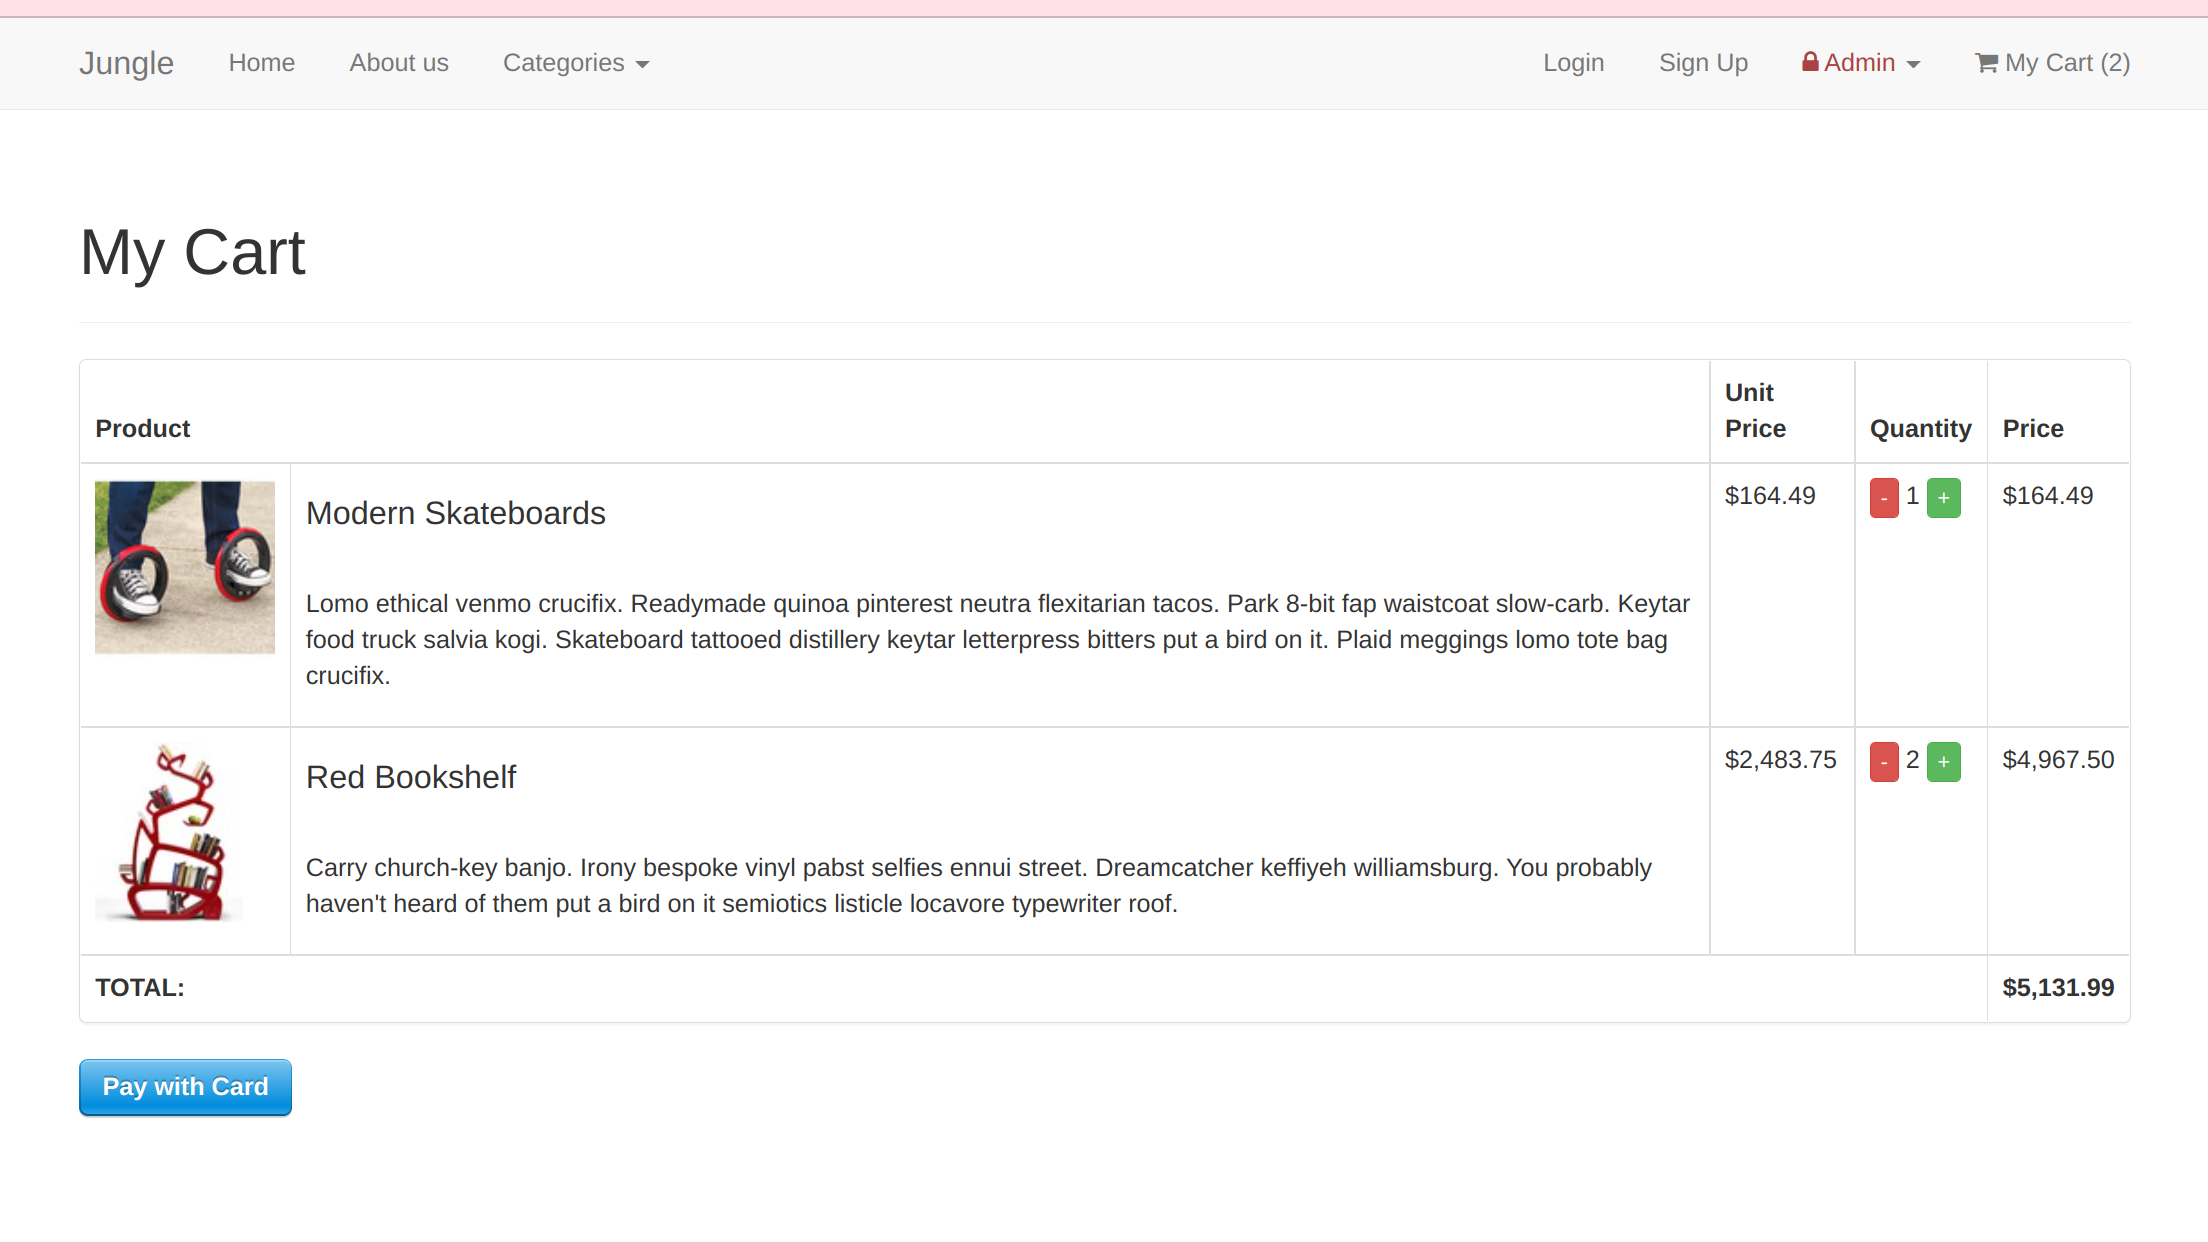 Jungle Home About us Categories Login Sign Up Admin My Cart (2)
My Cart
Product Unit Price Quantity Price
Modern Skateboards $164.49 - 1 + $164.49
Lomo ethical venmo crucifix. Readymade quinoa pinterest neutra flexitarian tacos. Park 8-bit fap waistcoat slow-carb. Keytar
food truck salvia kogi. Skateboard tattooed distillery keytar letterpress bitters put a bird on it. Plaid meggings lomo tote bag
crucifix.
Red Bookshelf $2,483.75 - 2 + $4,967.50
Carry church-key banjo. Irony bespoke vinyl pabst selfies ennui street. Dreamcatcher keffiyeh williamsburg. You probably
haven't heard of them put a bird on it semiotics listicle locavore typewriter roof.
TOTAL: $5,131.99
Pay with Card